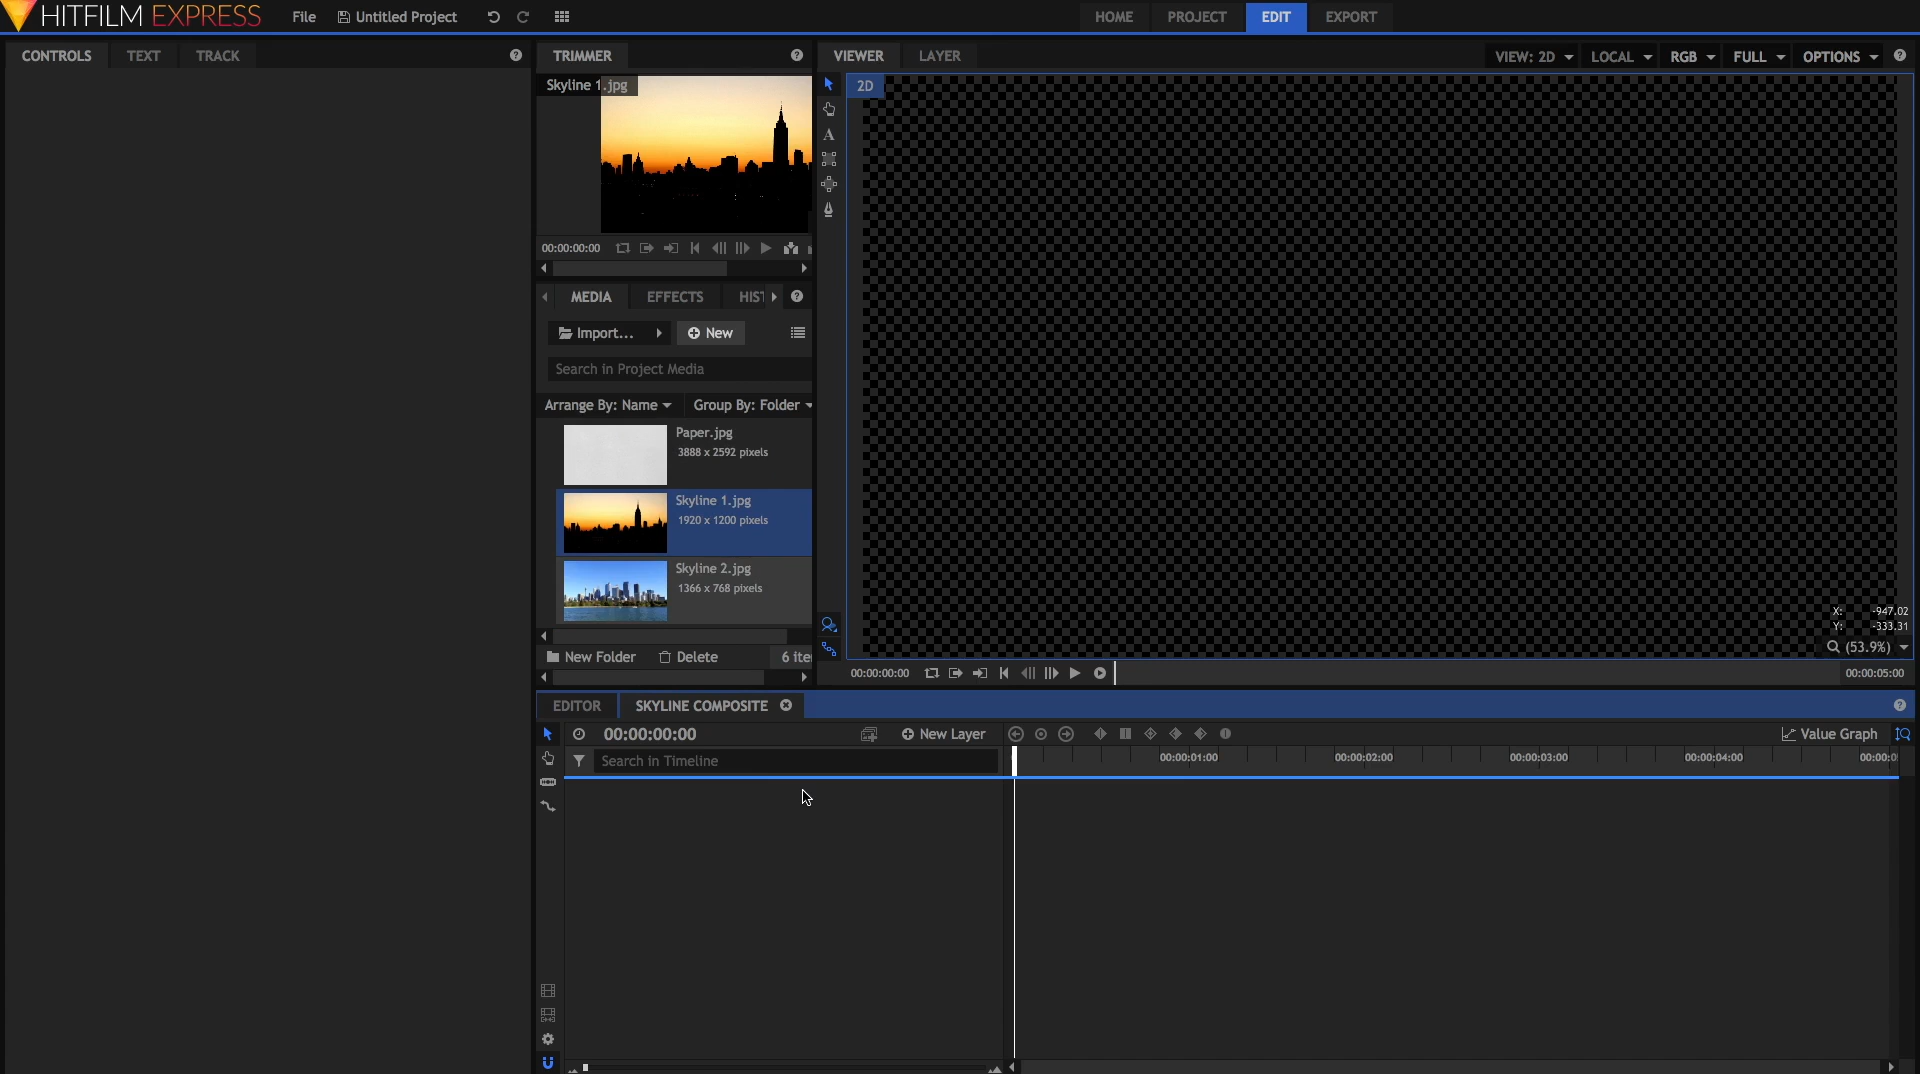 HITFILM EXPRESS File Untitled Project HOME PROJECT EDIT EXPORT
CONTROLS TEXT TRACK
TRIMMER
Skyline 1.jpg
00:00:00:00
MEDIA EFFECTS HIST
Import... New
Search in Project Media
Arrange By: Name Group By: Folder
Paper.jpg
3888 x 2592 pixels
Skyline 1.jpg
1920 x 1200 pixels
Skyline 2.jpg
1366 x 768 pixels
New Folder Delete 6 ite
VIEWER LAYER VIEW: 2D LOCAL RGB FULL OPTIONS
2D
A
X: -947.02
Y: -333.31
(53.9%)
00:00:00:00 00:00:05:00
EDITOR SKYLINE COMPOSITE
00:00:00:00 New Layer Value Graph
Search in Timeline 00:00:01:00 00:00:02:00 00:00:03:00 00:00:04:00 00:00:0